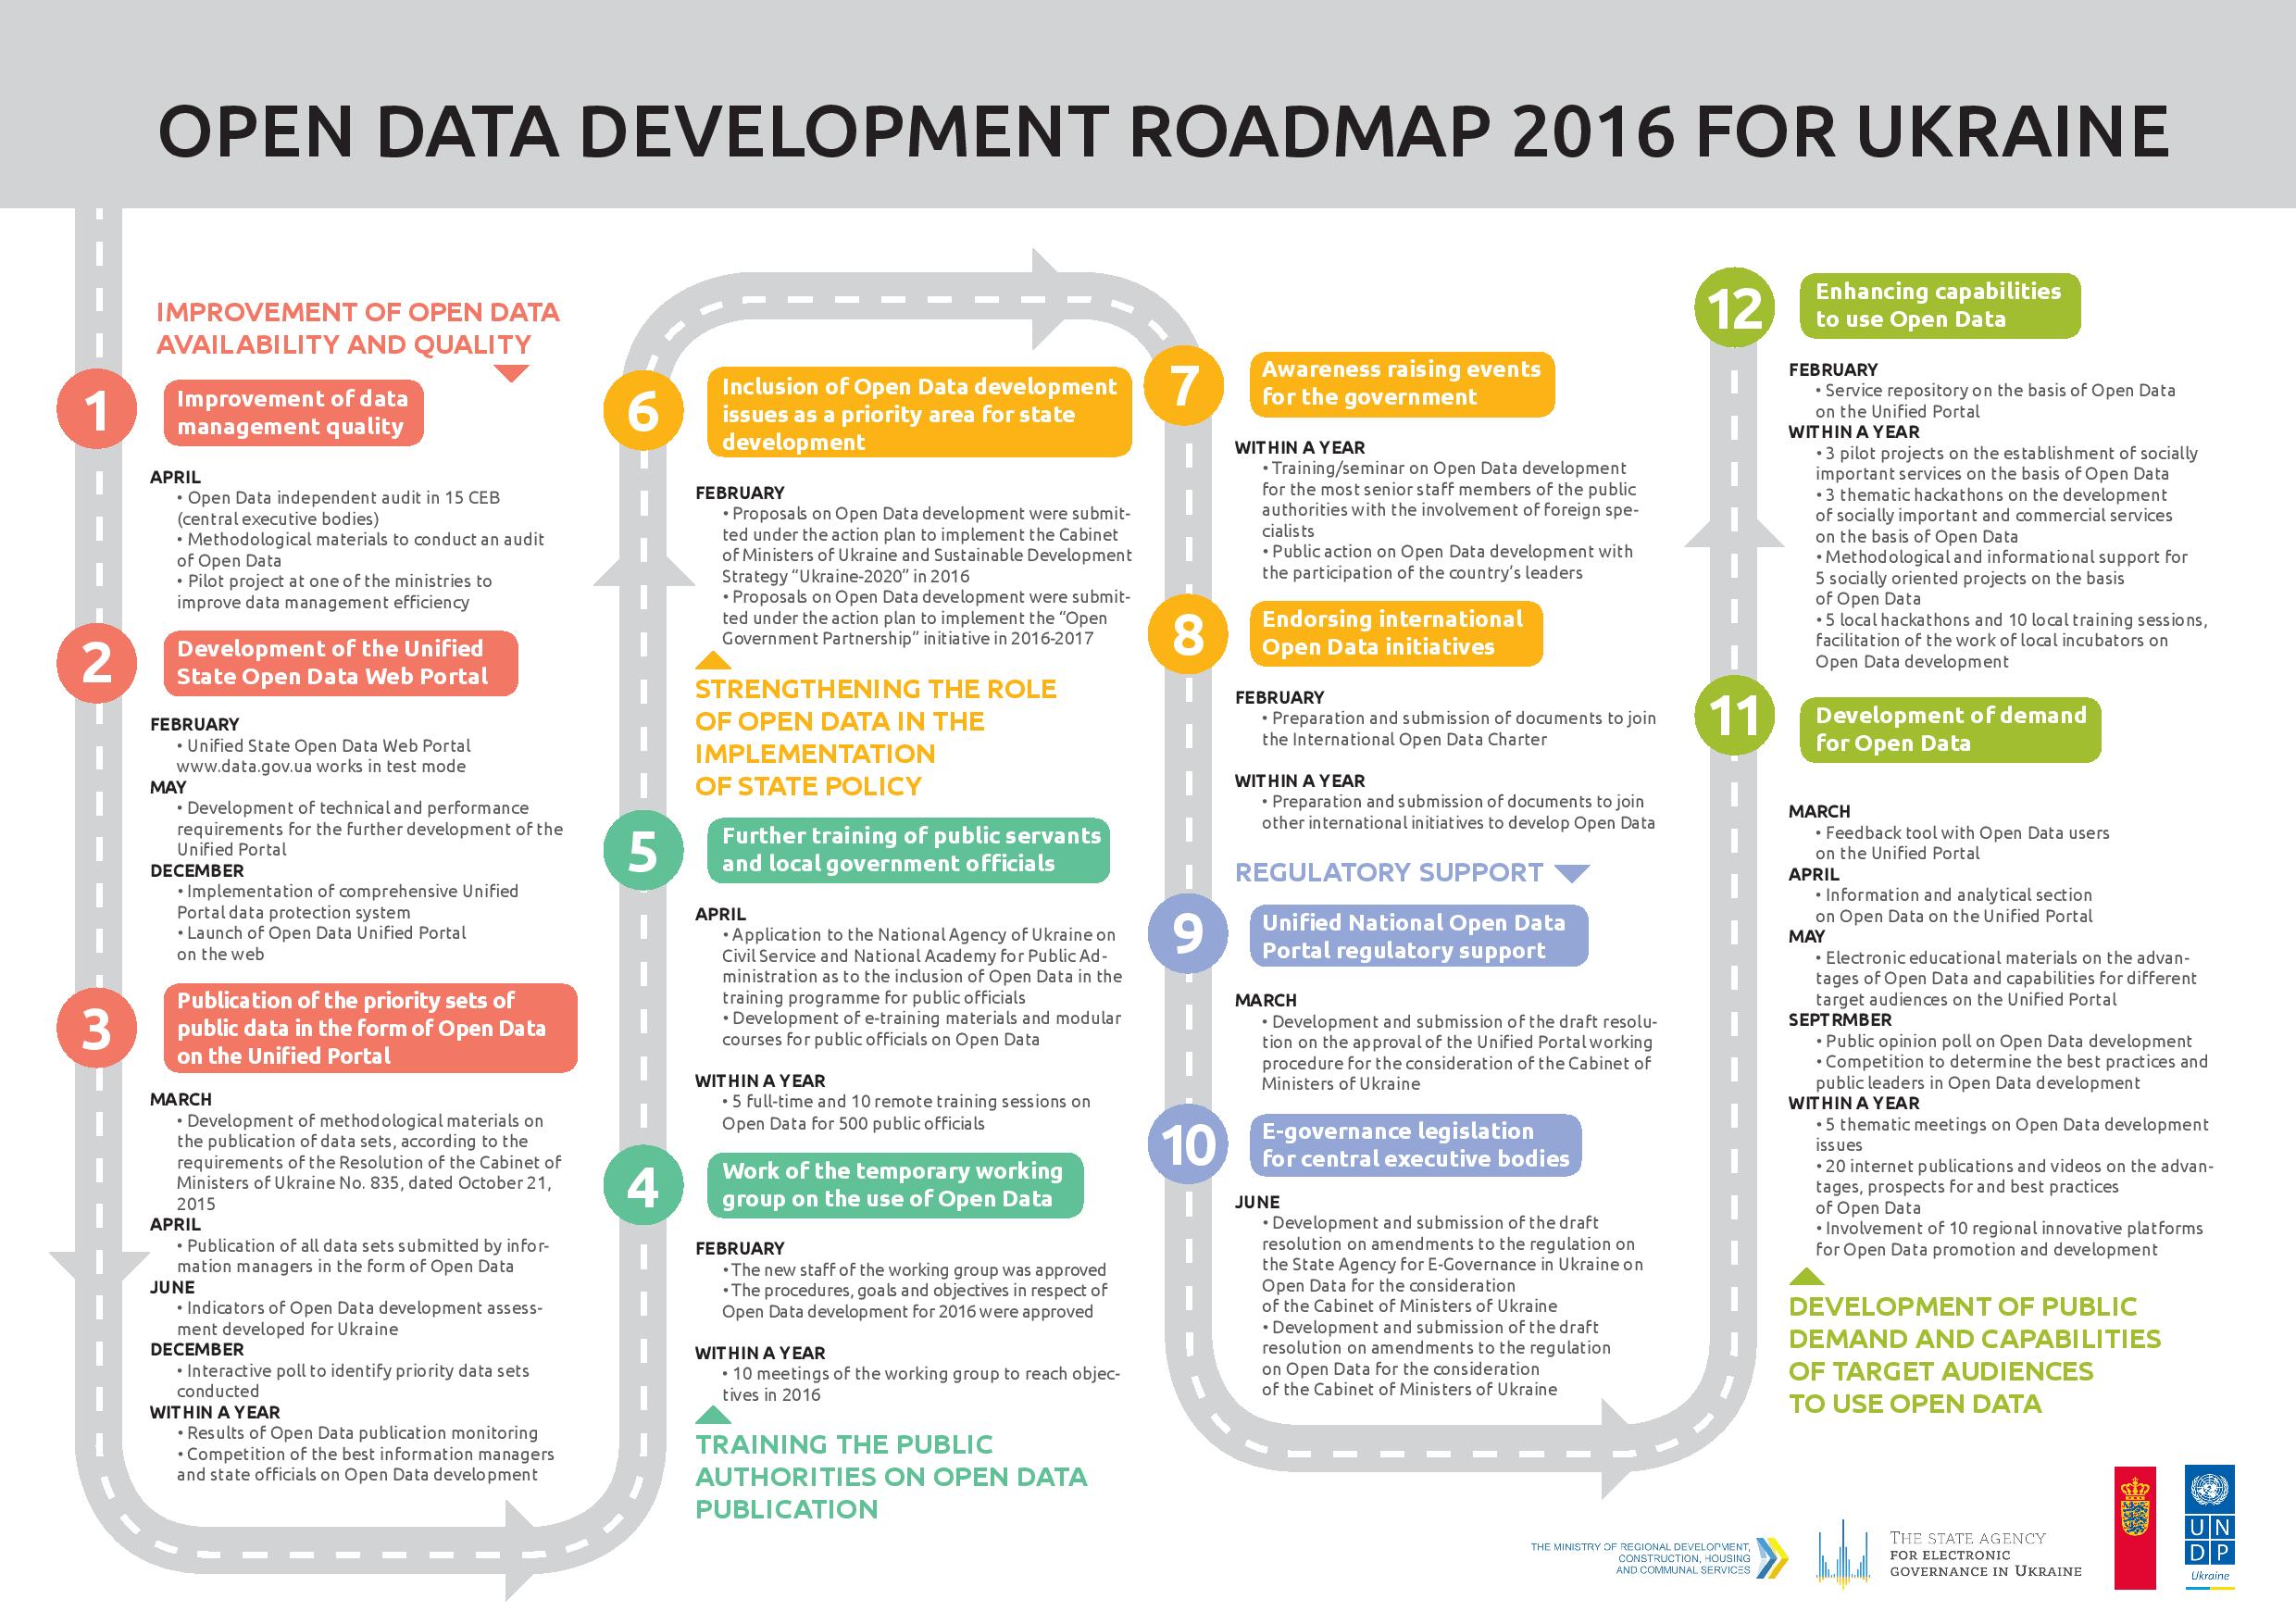 OPEN DATA DEVELOPMENT ROADMAP 2016 FOR UKRAINE
IMPROVEMENT OF OPEN DATA
AVAILABILITY AND QUALITY
1
Improvement of data
management quality
APRIL
• Open Data independent audit in 15 CEB
(central executive bodies)
• Methodological materials to conduct an audit
of Open Data
• Pilot project at one of the ministries to
improve data management efficiency
2
Development of the Unified
State Open Data Web Portal
FEBRUARY
• Unified State Open Data Web Portal
www.data.gov.ua works in test mode
MAY
• Development of technical and performance
requirements for the further development of the
Unified Portal
DECEMBER
• Implementation of comprehensive Unified
Portal data protection system
• Launch of Open Data Unified Portal
on the web
3
Publication of the priority sets of
public data in the form of Open Data
on the Unified Portal
MARCH
• Development of methodological materials on
the publication of data sets, according to the
requirements of the Resolution of the Cabinet of
Ministers of Ukraine No. 835, dated October 21,
2015
APRIL
• Publication of all data sets submitted by infor-
mation managers in the form of Open Data
JUNE
• Indicators of Open Data development assess-
ment developed for Ukraine
DECEMBER
• Interactive poll to identify priority data sets
conducted
WITHIN A YEAR
• Results of Open Data publication monitoring
• Competition of the best information managers
and state officials on Open Data development
6
Inclusion of Open Data development
issues as a priority area for state
development
FEBRUARY
• Proposals on Open Data development were submit-
ted under the action plan to implement the Cabinet
of Ministers of Ukraine and Sustainable Development
Strategy “Ukraine-2020” in 2016
• Proposals on Open Data development were submit-
ted under the action plan to implement the “Open
Government Partnership” initiative in 2016-2017
STRENGTHENING THE ROLE
OF OPEN DATA IN THE
IMPLEMENTATION
OF STATE POLICY
5
Further training of public servants
and local government officials
APRIL
• Application to the National Agency of Ukraine on
Civil Service and National Academy for Public Ad-
ministration as to the inclusion of Open Data in the
training programme for public officials
• Development of e-training materials and modular
courses for public officials on Open Data
WITHIN A YEAR
• 5 full-time and 10 remote training sessions on
Open Data for 500 public officials
4
Work of the temporary working
group on the use of Open Data
FEBRUARY
• The new staff of the working group was approved
• The procedures, goals and objectives in respect of
Open Data development for 2016 were approved
WITHIN A YEAR
• 10 meetings of the working group to reach objec-
tives in 2016
TRAINING THE PUBLIC
AUTHORITIES ON OPEN DATA
PUBLICATION
7
Awareness raising events
for the government
WITHIN A YEAR
• Training/seminar on Open Data development
for the most senior staff members of the public
authorities with the involvement of foreign spe-
cialists
• Public action on Open Data development with
the participation of the country’s leaders
8
Endorsing international
Open Data initiatives
FEBRUARY
• Preparation and submission of documents to join
the International Open Data Charter
WITHIN A YEAR
• Preparation and submission of documents to join
other international initiatives to develop Open Data
REGULATORY SUPPORT
9
Unified National Open Data
Portal regulatory support
MARCH
• Development and submission of the draft resolu-
tion on the approval of the Unified Portal working
procedure for the consideration of the Cabinet of
Ministers of Ukraine
10
E-governance legislation
for central executive bodies
JUNE
• Development and submission of the draft
resolution on amendments to the regulation on
the State Agency for E-Governance in Ukraine on
Open Data for the consideration
of the Cabinet of Ministers of Ukraine
• Development and submission of the draft
resolution on amendments to the regulation
on Open Data for the consideration
of the Cabinet of Ministers of Ukraine
12
Enhancing capabilities
to use Open Data
FEBRUARY
• Service repository on the basis of Open Data
on the Unified Portal
WITHIN A YEAR
• 3 pilot projects on the establishment of socially
important services on the basis of Open Data
• 3 thematic hackathons on the development
of socially important and commercial services
on the basis of Open Data
• Methodological and informational support for
5 socially oriented projects on the basis
of Open Data
• 5 local hackathons and 10 local training sessions,
facilitation of the work of local incubators on
Open Data development
11
Development of demand
for Open Data
MARCH
• Feedback tool with Open Data users
on the Unified Portal
APRIL
• Information and analytical section
on Open Data on the Unified Portal
MAY
• Electronic educational materials on the advan-
tages of Open Data and capabilities for different
target audiences on the Unified Portal
SEPTRMBER
• Public opinion poll on Open Data development
• Competition to determine the best practices and
public leaders in Open Data development
WITHIN A YEAR
• 5 thematic meetings on Open Data development
issues
• 20 internet publications and videos on the advan-
tages, prospects for and best practices
of Open Data
• Involvement of 10 regional innovative platforms
for Open Data promotion and development
DEVELOPMENT OF PUBLIC
DEMAND AND CAPABILITIES
OF TARGET AUDIENCES
TO USE OPEN DATA
THE MINISTRY OF REGIONAL DEVELOPMENT,
CONSTRUCTION, HOUSING
AND COMMUNAL SERVICES
THE STATE AGENCY
FOR ELECTRONIC
GOVERNANCE IN UKRAINE
UN
DP
Ukraine